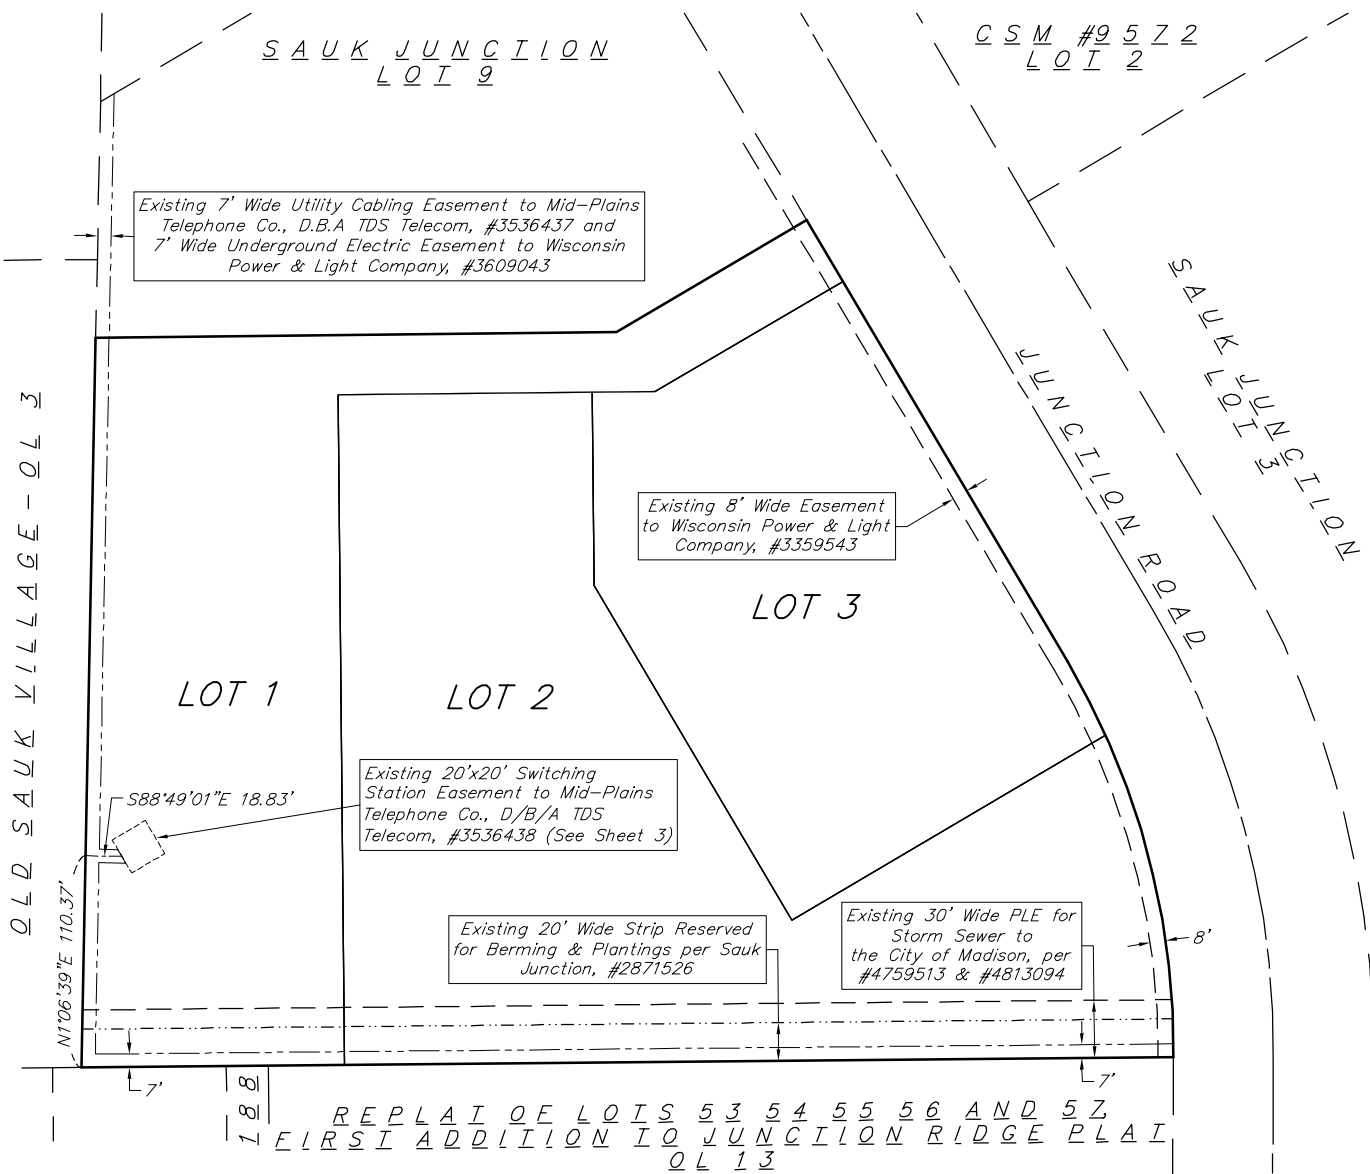 SAUK JUNCTION
LOT 9
CSM #9572
LOT 2
Existing 7' Wide Utility Cabling Easement to Mid-Plains
Telephone Co., D.B.A TDS Telecom, #3536437 and
7' Wide Underground Electric Easement to Wisconsin
Power & Light Company, #3609043
SAUK JUNCTION
LOT 3
JUNCTION ROAD
OLD SAUK VILLAGE-OL 3
Existing 8' Wide Easement
to Wisconsin Power & Light
Company, #3359543
LOT 3
LOT 1
LOT 2
Existing 20'x20' Switching
Station Easement to Mid-Plains
Telephone Co., D/B/A TDS
Telecom, #3536438 (See Sheet 3)
S88°49'01"E 18.83'
N1°06'39"E 110.37'
Existing 20' Wide Strip Reserved
for Berming & Plantings per Sauk
Junction, #2871526
Existing 30' Wide PLE for
Storm Sewer to
the City of Madison, per
#4759513 & #4813094
8'
7'
7'
188
REPLAT OF LOTS 53 54 55 56 AND 57,
FIRST ADDITION TO JUNCTION RIDGE PLAT
OL 13